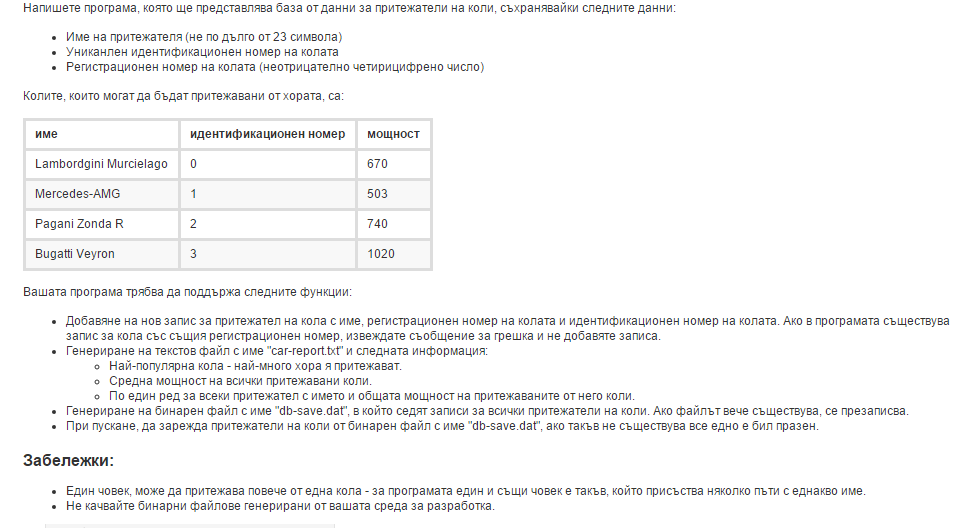 Напишете програма, която ще представлява база от данни за притежатели на коли, съхранявайки следните данни:
Име на притежателя (не по дълго от 23 символа)
Униканлен идентификационен номер на колата
Регистрационен номер на колата (неотрицателно четирицифрено число)
Колите, които могат да бъдат притежавани от хората, са:
име идентификационен номер мощност
Lambordgini Murcielago 0 670
Mercedes-AMG 1 503
Pagani Zonda R 2 740
Bugatti Veyron 3 1020
Вашата програма трябва да поддържа следните функции:
Добавяне на нов запис за притежател на кола с име, регистрационен номер на колата и идентификационен номер на колата. Ако в програмата съществува
запис за кола със същия регистрационен номер, извеждате съобщение за грешка и не добавяте записа.
Генериране на текстов файл с име "car-report.txt" и следната информация:
Най-популярна кола - най-много хора я притежават.
Средна мощност на всички притежавани коли.
По един ред за всеки притежател с името и общата мощност на притежаваните от него коли.
Генериране на бинарен файл с име "db-save.dat", в който седят записи за всички притежатели на коли. Ако файлът вече съществува, се презаписва.
При пускане, да зарежда притежатели на коли от бинарен файл с име "db-save.dat", ако такъв не съществува все едно е бил празен.
Забележки:
Един човек, може да притежава повече от една кола - за програмата един и същи човек е такъв, който присъства няколко пъти с еднакво име.
Не качвайте бинарни файлове генерирани от вашата среда за разработка.